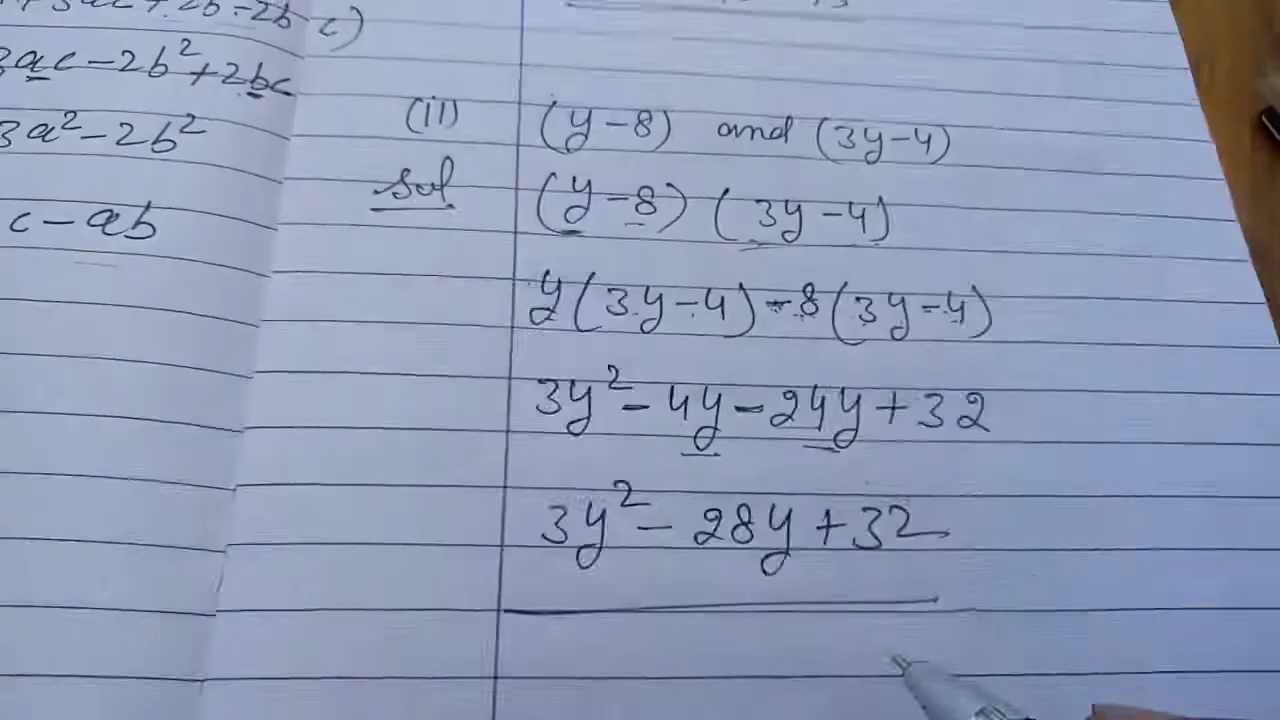 3ac-2b²+2bc
3a²-2b²
c-ab
(ii) (y-8) and (3y-4)
Sol (y-8) (3y-4)
y(3y-4)-8(3y-4)
3y²-4y-24y+32
3y²-28y+32